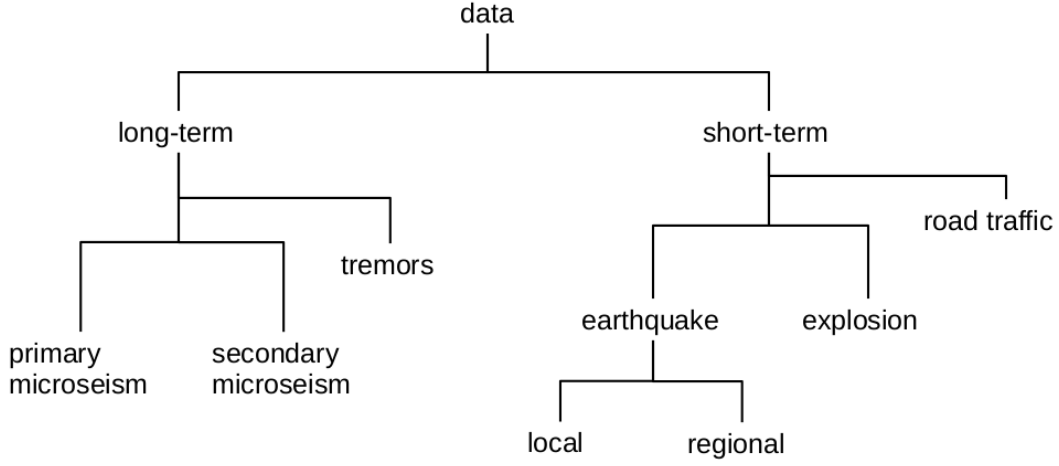 data
long-term
short-term
road traffic
tremors
earthquake
explosion
primary
microseism
secondary
microseism
local
regional